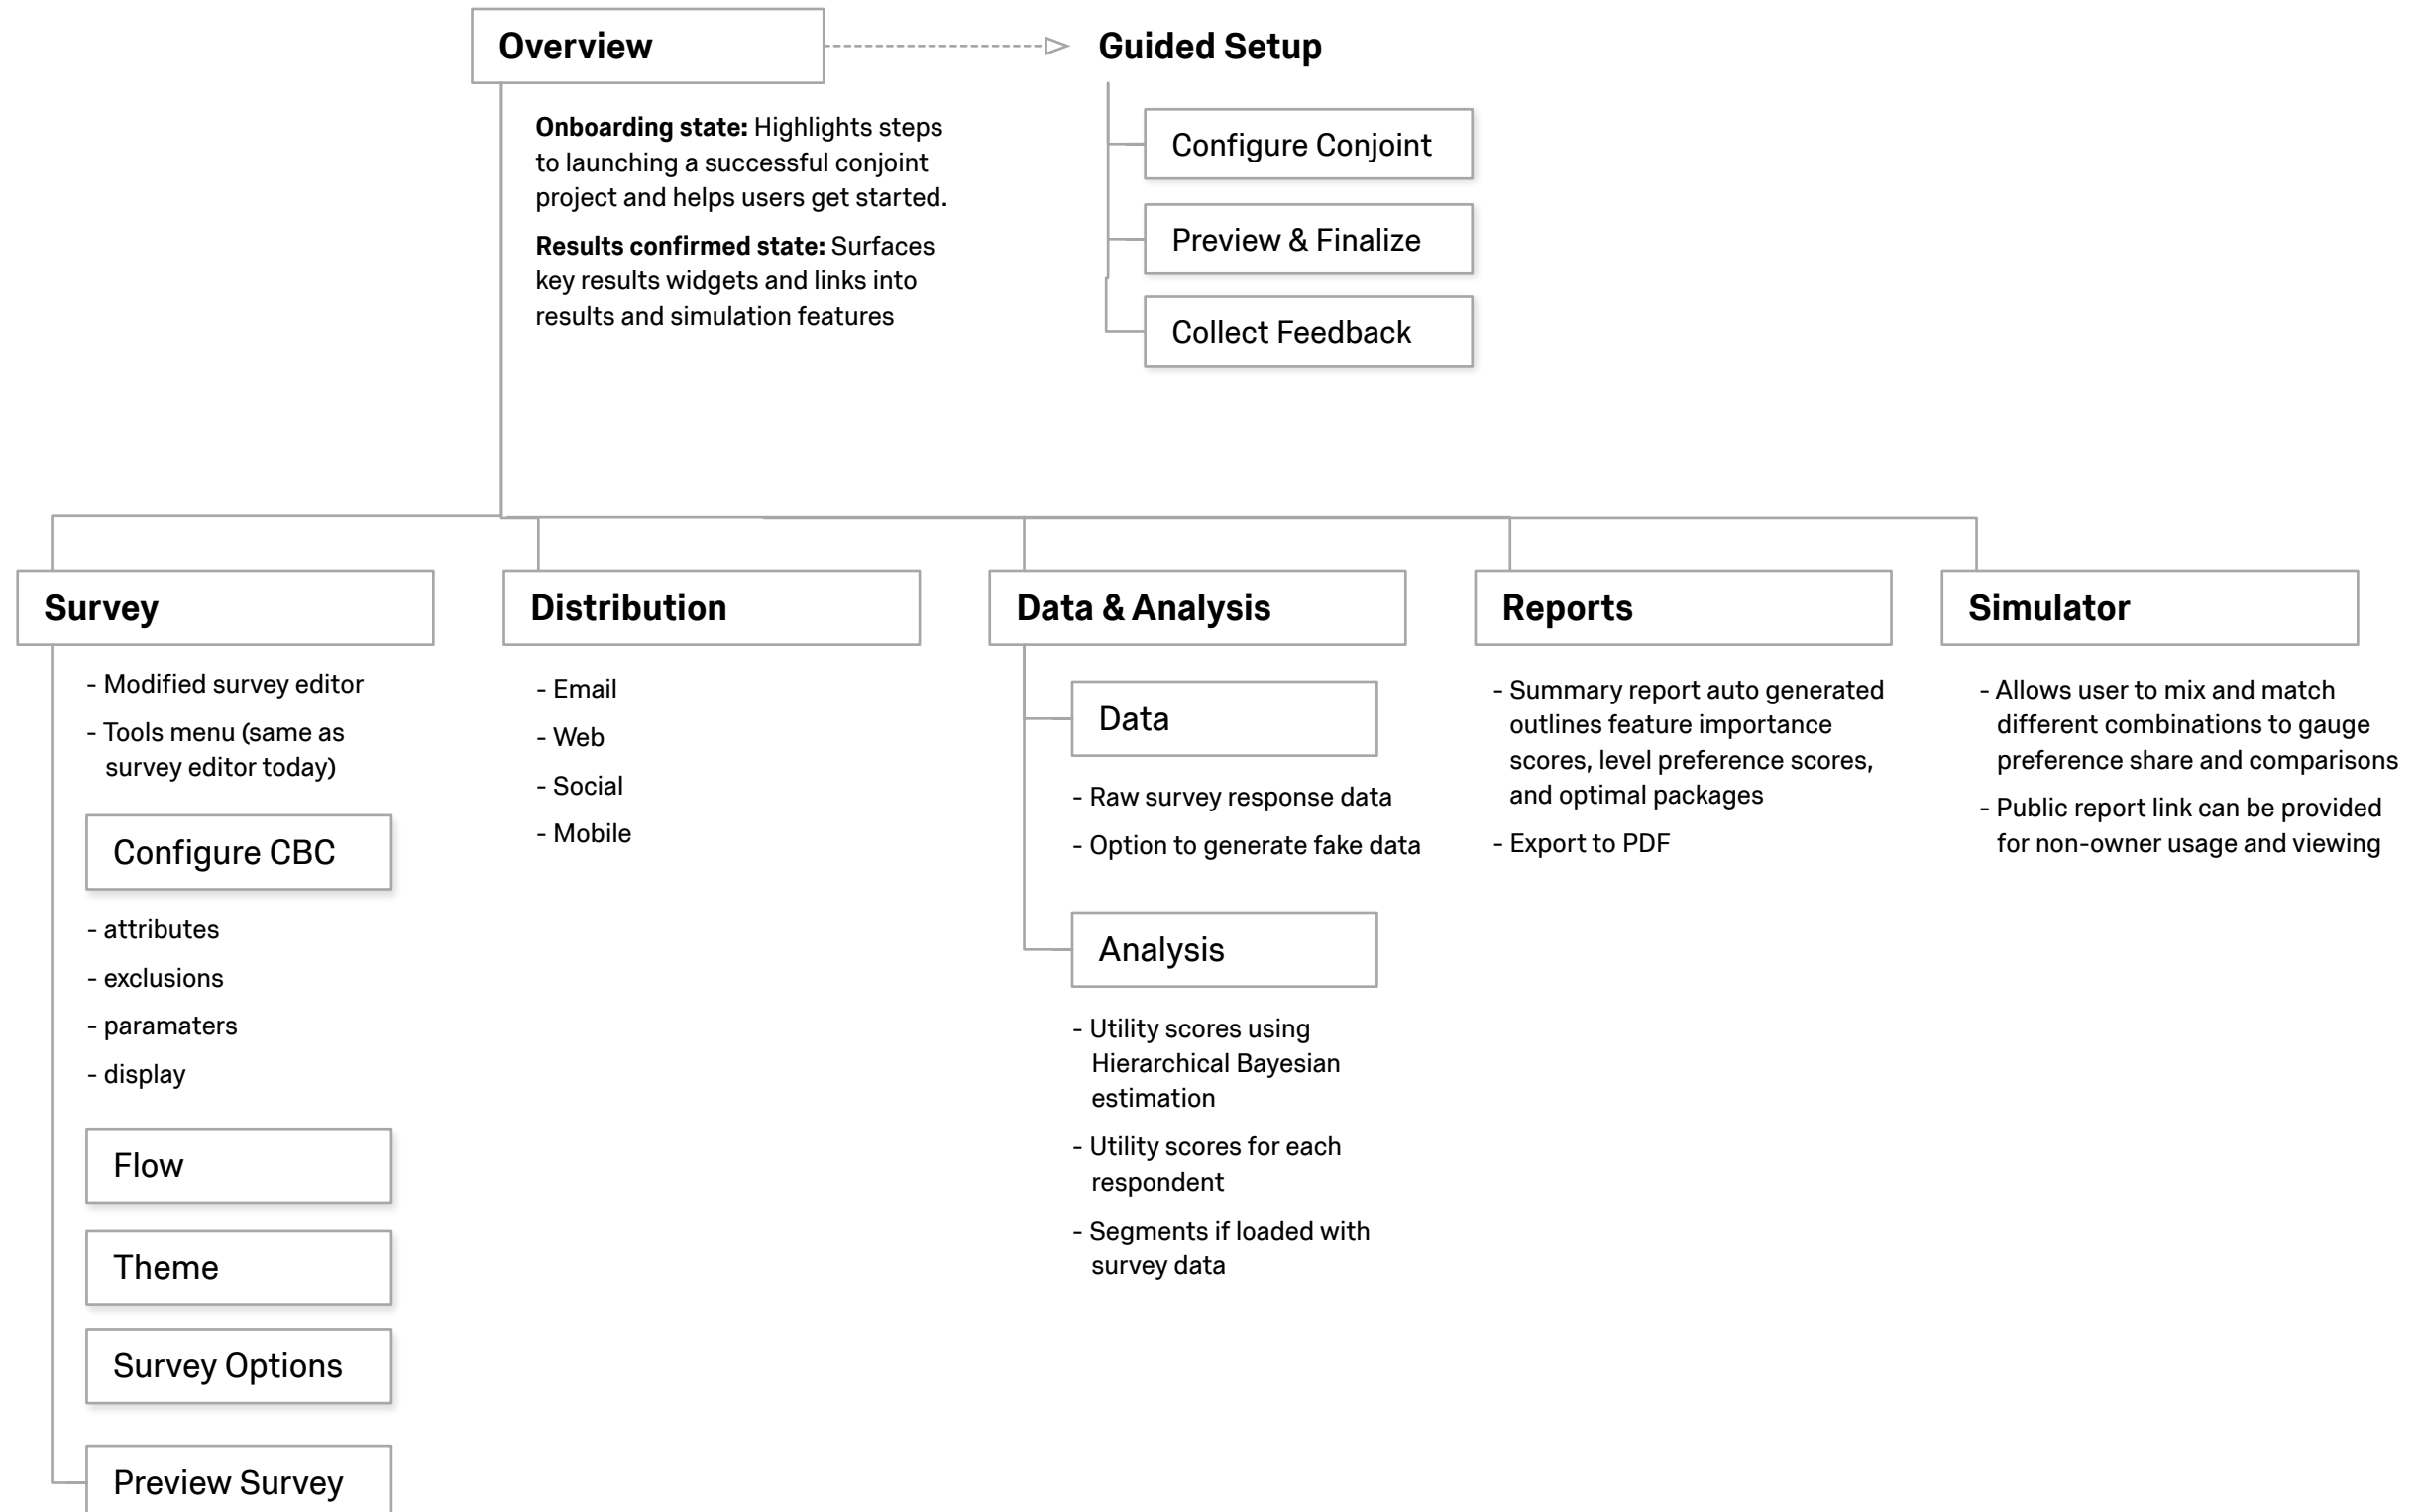 Overview
Onboarding state: Highlights steps
to launching a successful conjoint
project and helps users get started.
Results confirmed state: Surfaces
key results widgets and links into
results and simulation features
Guided Setup
Configure Conjoint
Preview & Finalize
Collect Feedback
Survey
- Modified survey editor
- Tools menu (same as
survey editor today)
Configure CBC
- attributes
- exclusions
- paramaters
- display
Flow
Theme
Survey Options
Preview Survey
Distribution
- Email
- Web
- Social
- Mobile
Data & Analysis
Data
- Raw survey response data
- Option to generate fake data
Analysis
- Utility scores using
Hierarchical Bayesian
estimation
- Utility scores for each
respondent
- Segments if loaded with
survey data
Reports
- Summary report auto generated
outlines feature importance
scores, level preference scores,
and optimal packages
- Export to PDF
Simulator
- Allows user to mix and match
different combinations to gauge
preference share and comparisons
- Public report link can be provided
for non-owner usage and viewing